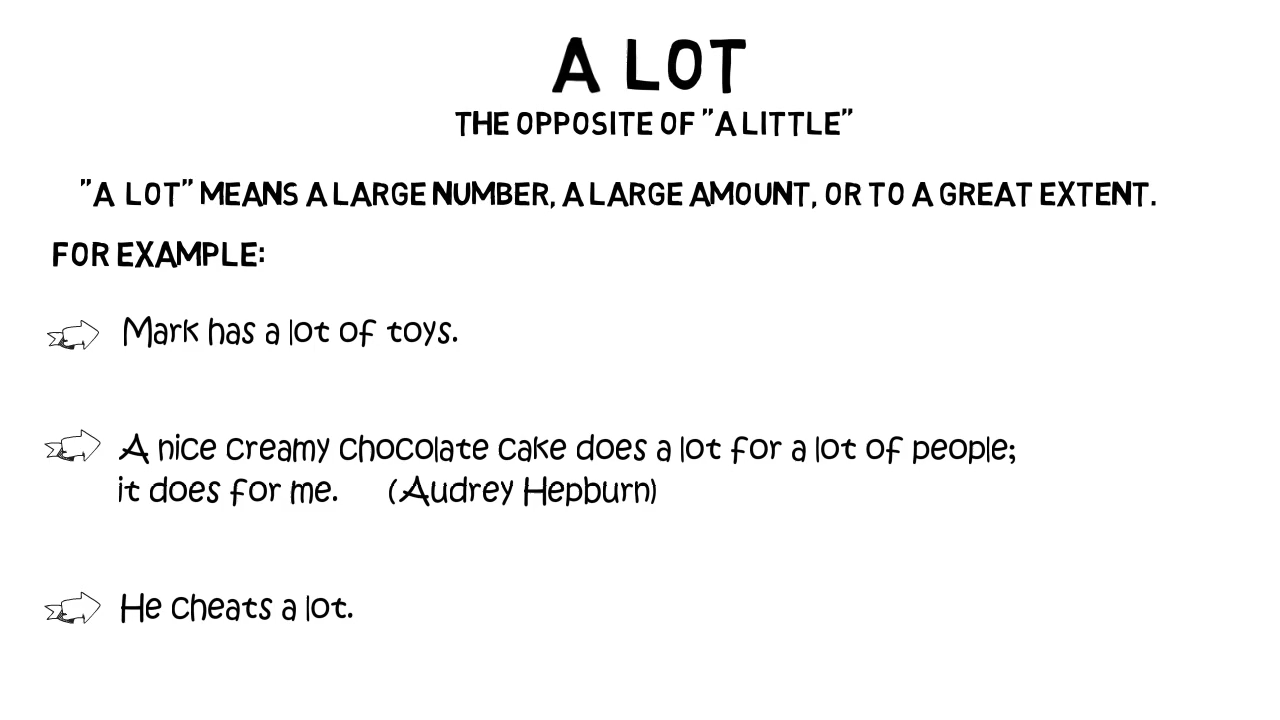 A LOT
THE OPPOSITE OF "A LITTLE"
"A LOT" MEANS A LARGE NUMBER, A LARGE AMOUNT, OR TO A GREAT EXTENT.
FOR EXAMPLE:
Mark has a lot of toys.
A nice creamy chocolate cake does a lot for a lot of people;
it does for me. (Audrey Hepburn)
He cheats a lot.